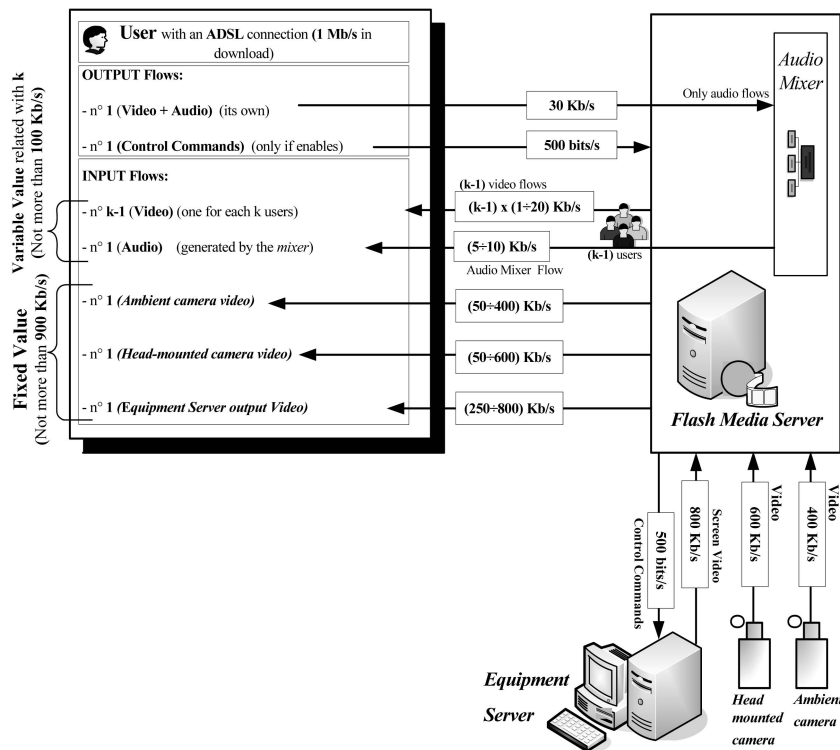 User with an ADSL connection (1 Mb/s in
download)
OUTPUT Flows:
- n° 1 (Video + Audio) (its own)
- n° 1 (Control Commands) (only if enables)
INPUT Flows:
- n° k-1 (Video) (one for each k users)
- n° 1 (Audio) (generated by the mixer)
- n° 1 (Ambient camera video)
- n° 1 (Head-mounted camera video)
- n° 1 (Equipment Server output Video)
Variable Value related with k
(Not more than 100 Kb/s)
Fixed Value
(Not more than 900 Kb/s)
30 Kb/s
500 bits/s
(k-1) video flows
(k-1) x (1÷20) Kb/s
(5÷10) Kb/s
Audio Mixer Flow
(k-1) users
(50÷400) Kb/s
(50÷600) Kb/s
(250÷800) Kb/s
Only audio flows
Audio
Mixer
Flash Media Server
Control Commands
500 bits/s
800 Kb/s
Screen Video
600 Kb/s
Video
400 Kb/s
Video
Equipment
Server
Head
mounted
camera
Ambient
camera